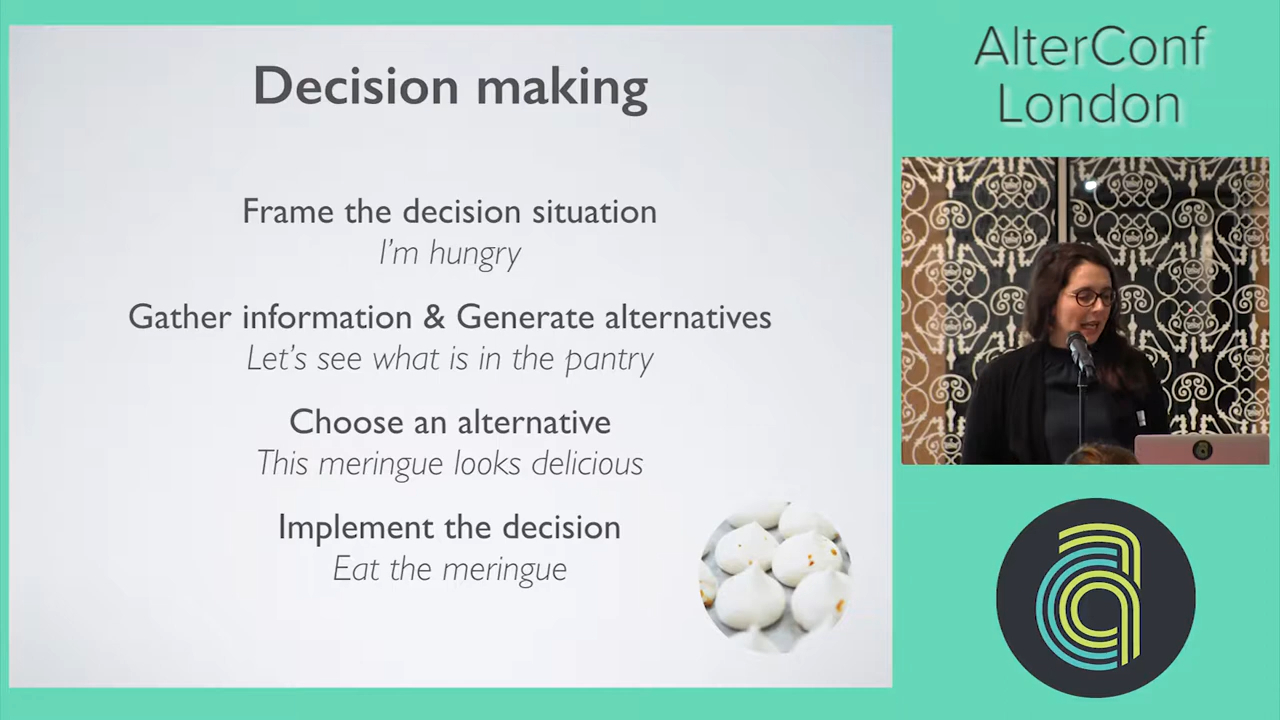 Decision making
Frame the decision situation
I'm hungry
Gather information & Generate alternatives
Let's see what is in the pantry
Choose an alternative
This meringue looks delicious
Implement the decision
Eat the meringue
AlterConf
London